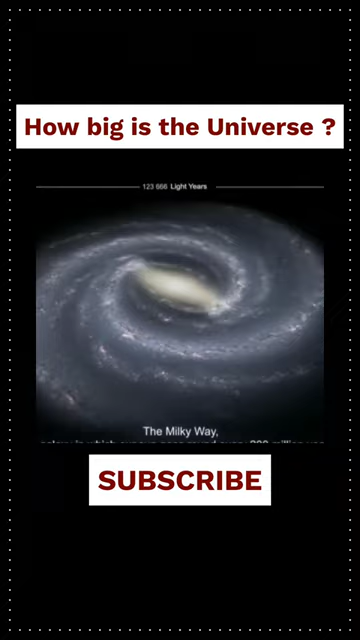 How big is the Universe ?
123 666 Light Years
The Milky Way,
SUBSCRIBE